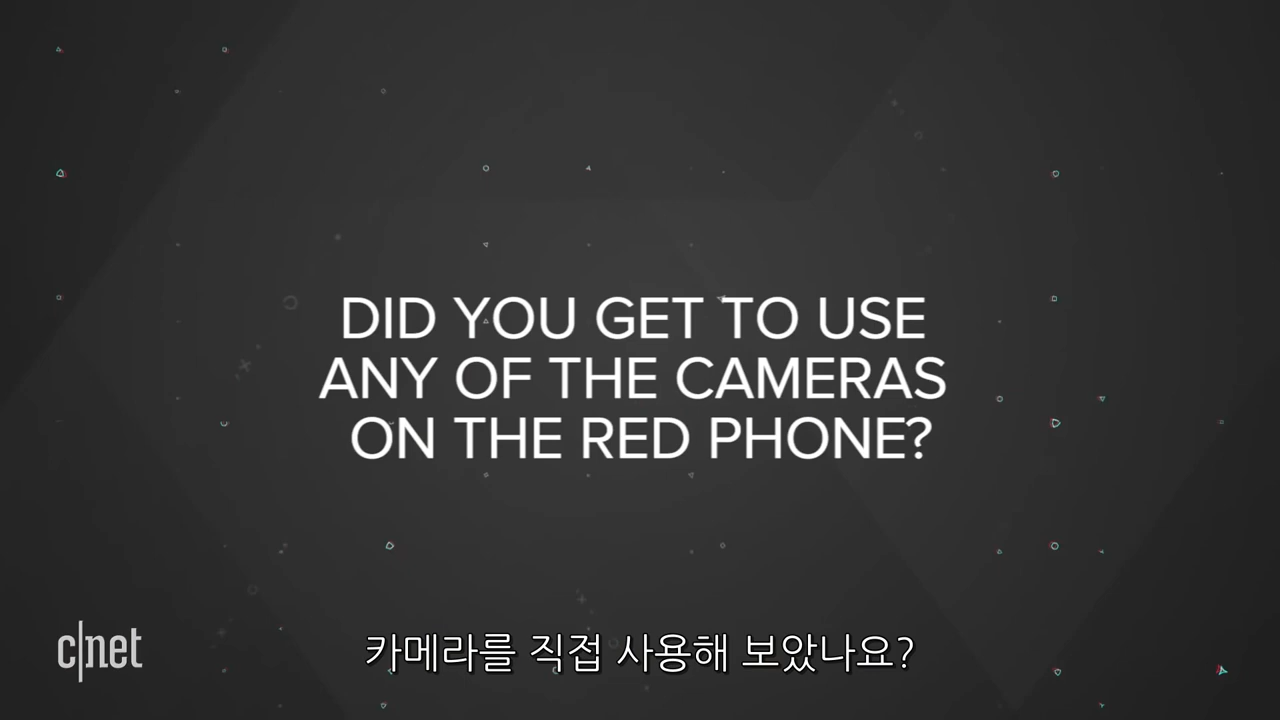 DID YOU GET TO USE
ANY OF THE CAMERAS
ON THE RED PHONE?
c|net
카메라를 직접 사용해 보았나요?